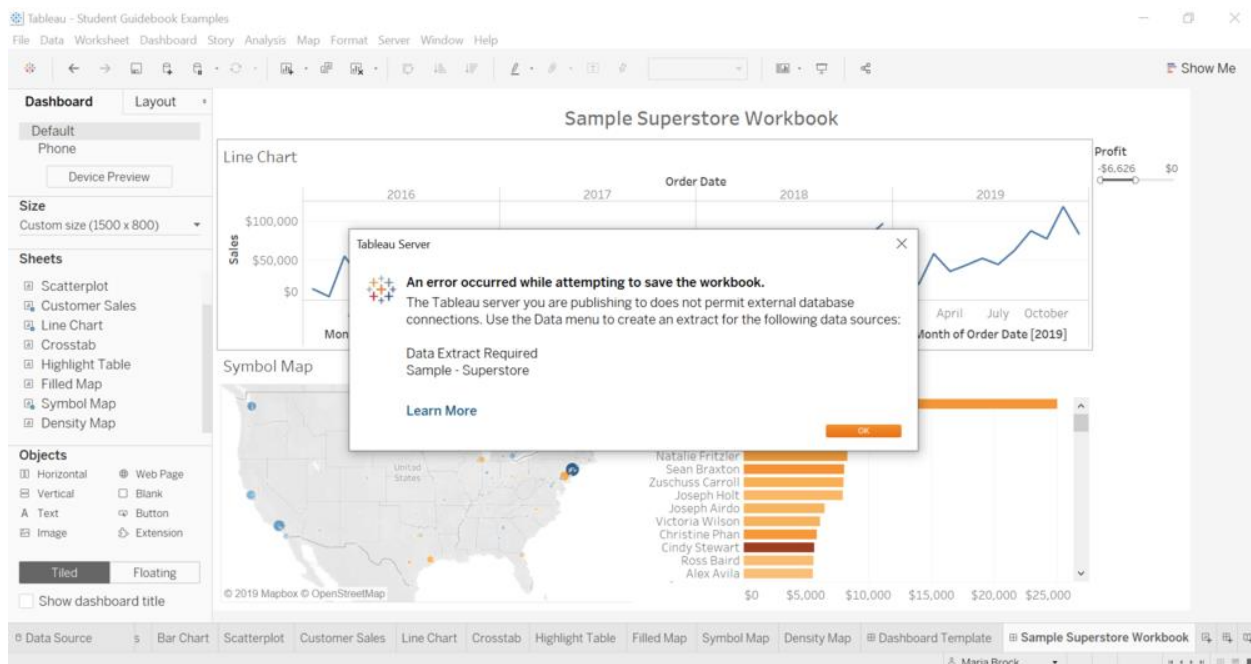 Tableau - Student Guidebook Examples
File Data Worksheet Dashboard Story Analysis Map Format Server Window Help
Show Me
Dashboard Layout
Default
Phone
Device Preview
Size
Custom size (1500 x 800)
Sheets
Scatterplot
Customer Sales
Line Chart
Crosstab
Highlight Table
Filled Map
Symbol Map
Density Map
Objects
Horizontal Web Page
Vertical Blank
A Text Button
Image Extension
Tiled Floating
Show dashboard title
Sample Superstore Workbook
Line Chart
Order Date
2016 2017 2018 2019
Sales
$100,000
$50,000
$0
April July October
Month of Order Date [2019]
Profit
-$6,626 $0
Tableau Server
An error occurred while attempting to save the workbook.
The Tableau server you are publishing to does not permit external database
connections. Use the Data menu to create an extract for the following data sources:
Data Extract Required
Sample - Superstore
Learn More
OK
Symbol Map
United
States
© 2019 Mapbox © OpenStreetMap
Natalie Fritzler
Sean Braxton
Zuschuss Carroll
Joseph Holt
Joseph Airdo
Victoria Wilson
Christine Phan
Cindy Stewart
Ross Baird
Alex Avila
$0 $5,000 $10,000 $15,000 $20,000 $25,000
Data Source s Bar Chart Scatterplot Customer Sales Line Chart Crosstab Highlight Table Filled Map Symbol Map Density Map Dashboard Template Sample Superstore Workbook
Maria Brock